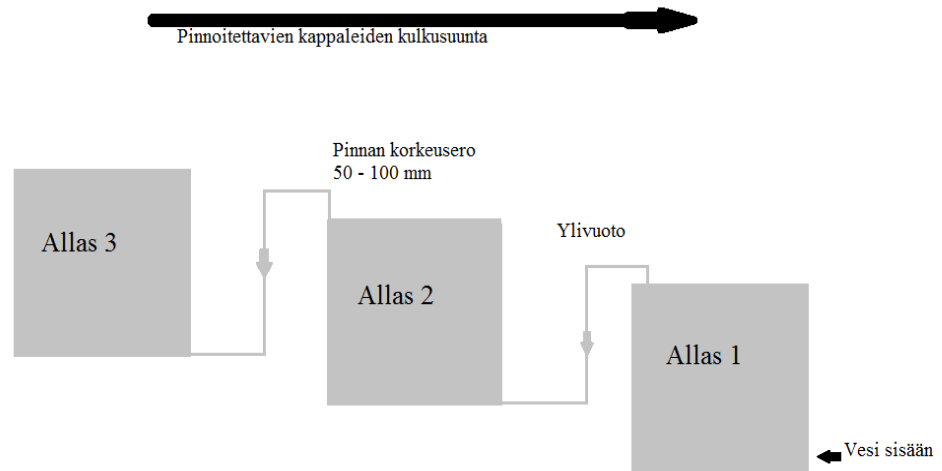 Pinnoitettavien kappaleiden kulkusuunta
Pinnan korkeusero
50 - 100 mm
Ylivuoto
Allas 3
Allas 2
Allas 1
Vesi sisään